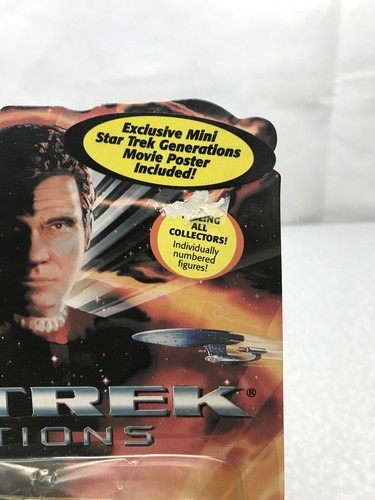 Exclusive Mini
Star Trek Generations
Movie Poster
Included!
ALL
COLLECTORS!
Individually
numbered
figures!
TREK®
TIONS